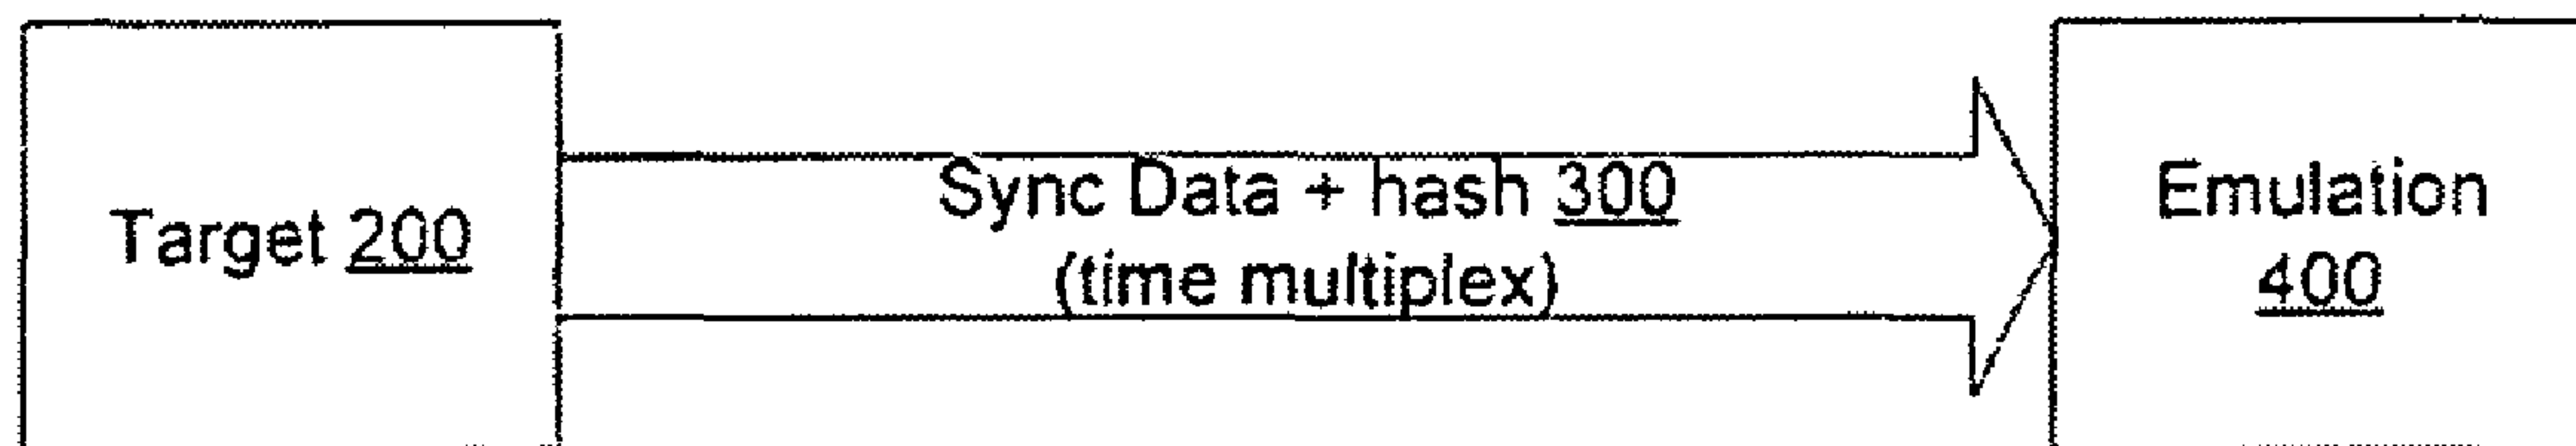 Target 200
Sync Data + hash 300
(time multiplex)
Emulation
400